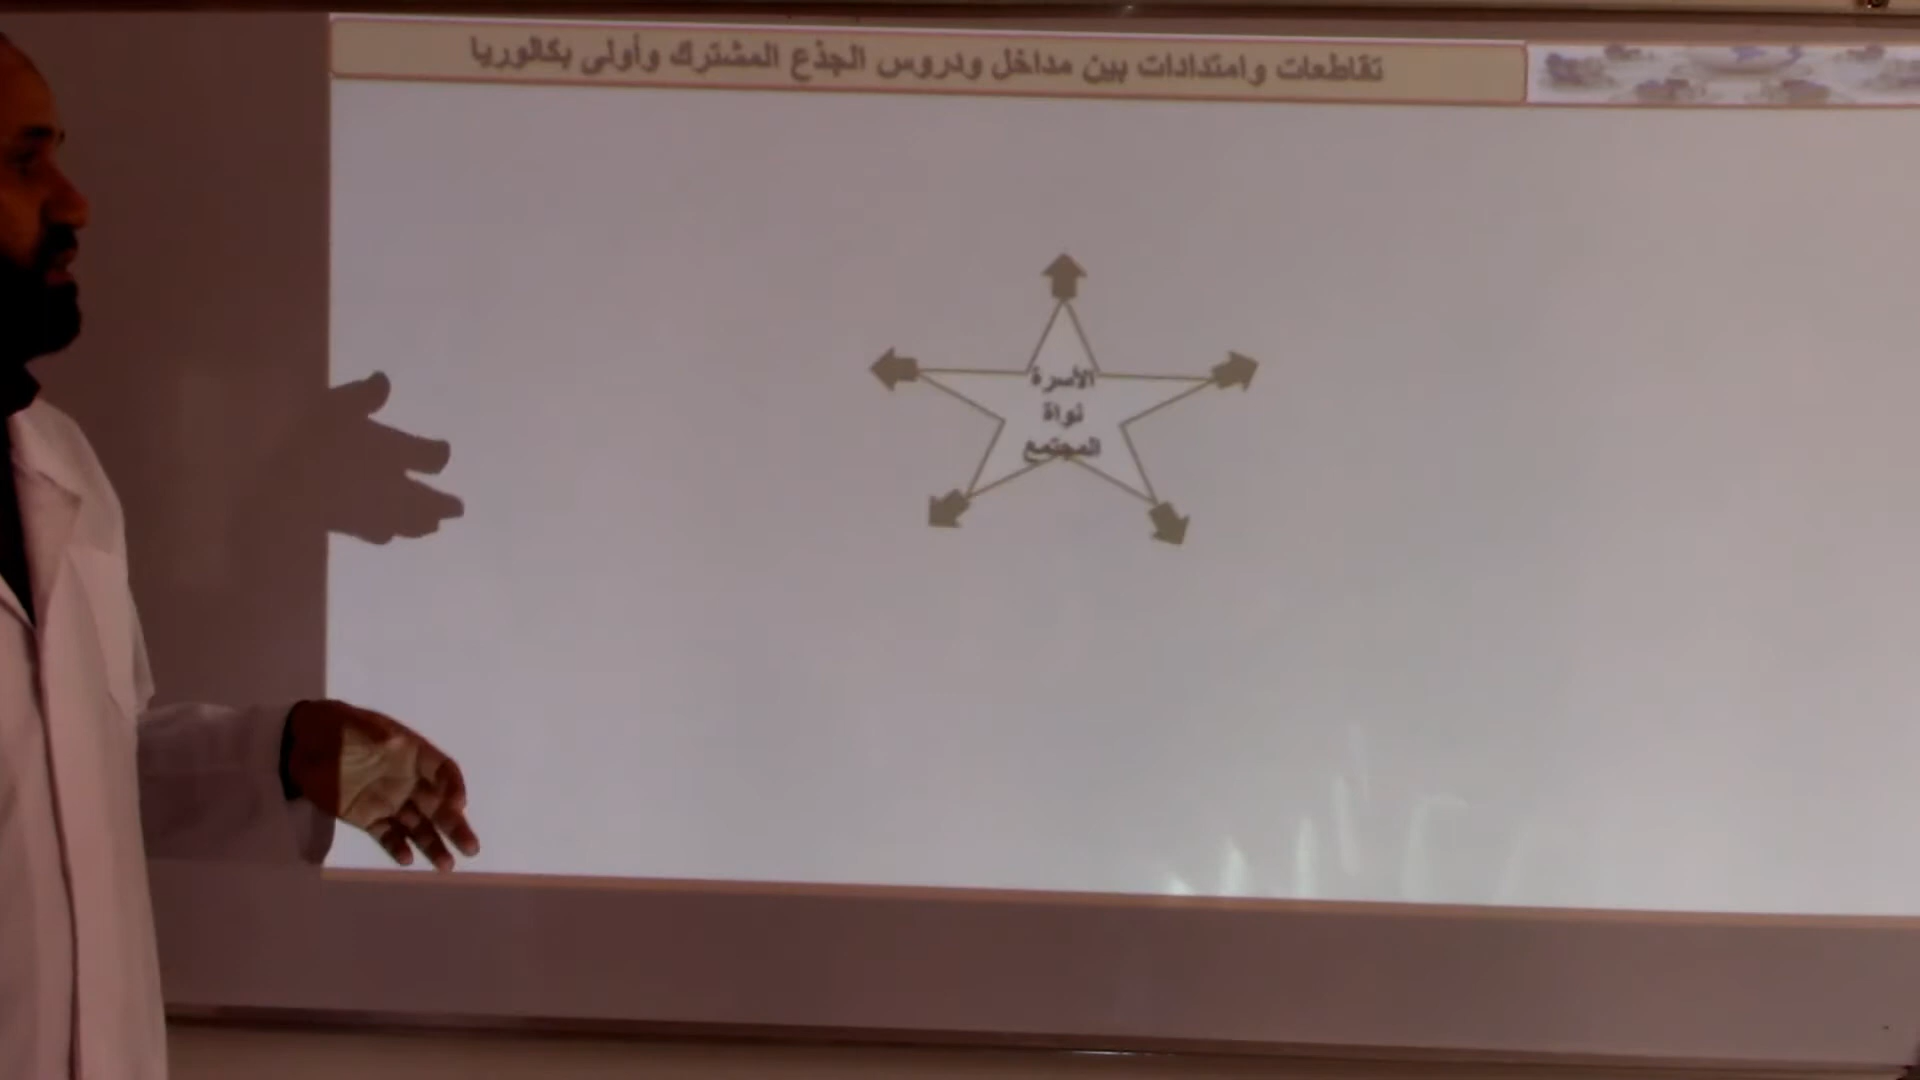 تقاطعات وامتدادات بين مداخل ودروس الجذع المشترك وأولى بكالوريا
الأسرة
نواة
المجتمع